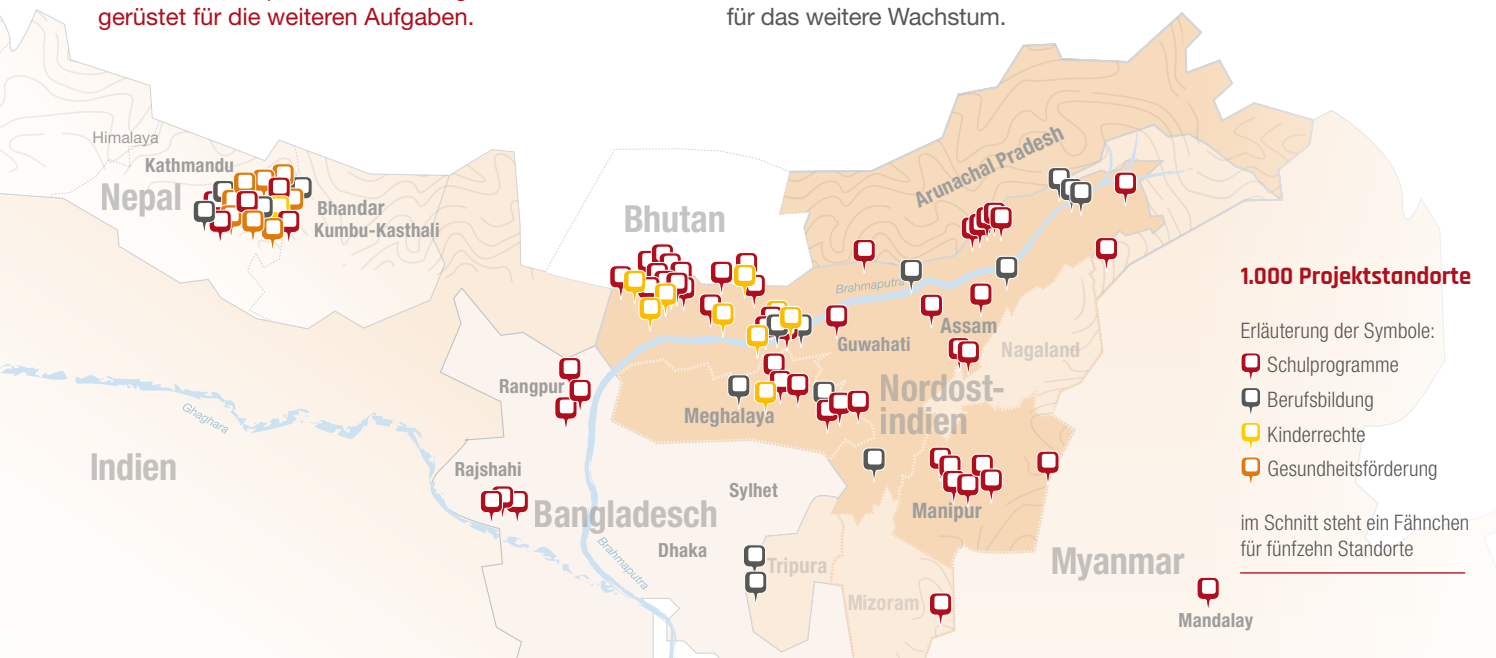 gerüstet für die weiteren Aufgaben.
für das weitere Wachstum.
Himalaya
Kathmandu
Nepal
Bhandar
Kumbu-Kasthali
Bhutan
Arunachal Pradesh
Brahmaputra
Guwahati
Assam
Nagaland
Rangpur
Meghalaya
Nordost-
indien
Ghaghara
Indien
Rajshahi
Sylhet
Bangladesch
Dhaka
Brahmaputra
Tripura
Manipur
Mizoram
Myanmar
Mandalay
1.000 Projektstandorte
Erläuterung der Symbole:
Schulprogramme
Berufsbildung
Kinderrechte
Gesundheitsförderung
im Schnitt steht ein Fähnchen
für fünfzehn Standorte